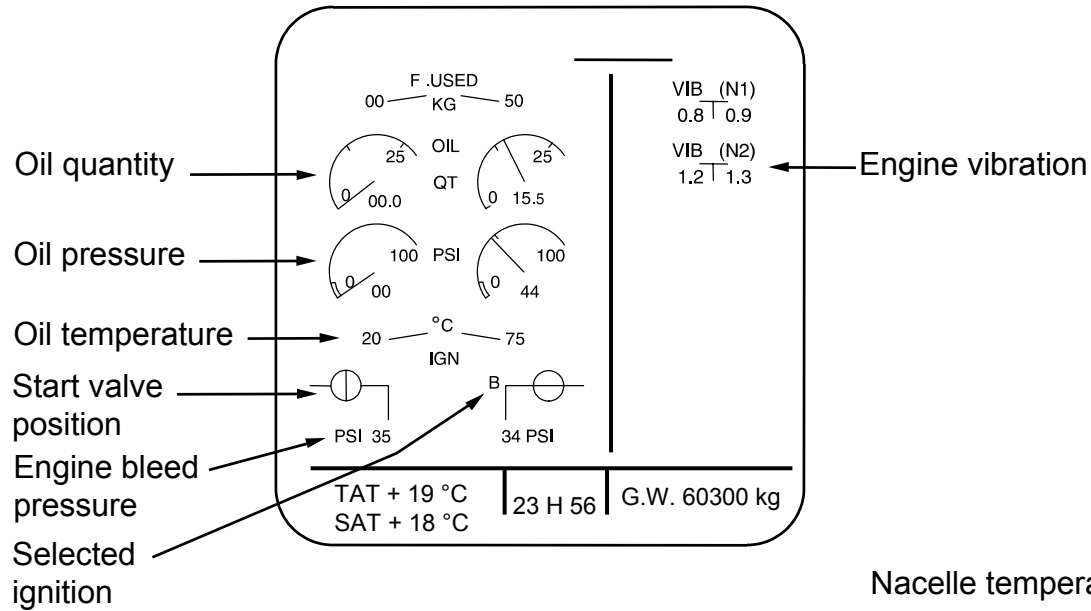 F .USED
00 KG 50
VIB (N1)
0.8 0.9
VIB (N2)
1.2 1.3
Engine vibration
Oil quantity
25 OIL 25
QT
0 00.0 0 15.5
Oil pressure
100 PSI 100
0 00 0 44
Oil temperature
20 °C 75
IGN
Start valve
position
B
PSI 35 34 PSI
Engine bleed
pressure
TAT + 19 °C 23 H 56 G.W. 60300 kg
SAT + 18 °C
Selected
ignition
Nacelle tempera